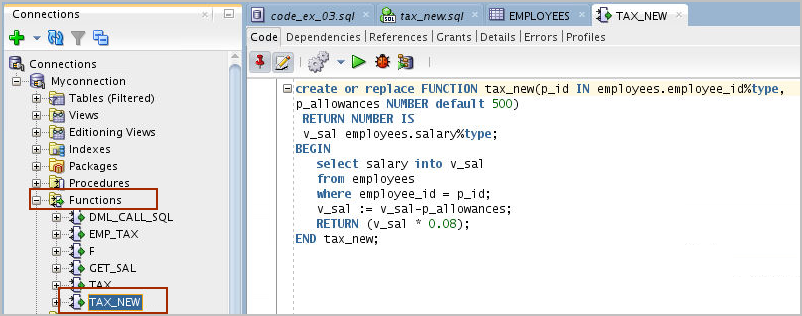 Connections
Connections
Myconnection
Tables (Filtered)
Views
Editioning Views
Indexes
Packages
Procedures
Functions
DML_CALL_SQL
EMP_TAX
F
GET_SAL
TAX
TAX_NEW
code_ex_03.sql
tax_new.sql
EMPLOYEES
TAX_NEW
Code Dependencies References Grants Details Errors Profiles
create or replace FUNCTION tax_new(p_id IN employees.employee_id%type,
p_allowances NUMBER default 500)
RETURN NUMBER IS
v_sal employees.salary%type;
BEGIN
select salary into v_sal
from employees
where employee_id = p_id;
v_sal := v_sal-p_allowances;
RETURN (v_sal * 0.08);
END tax_new;